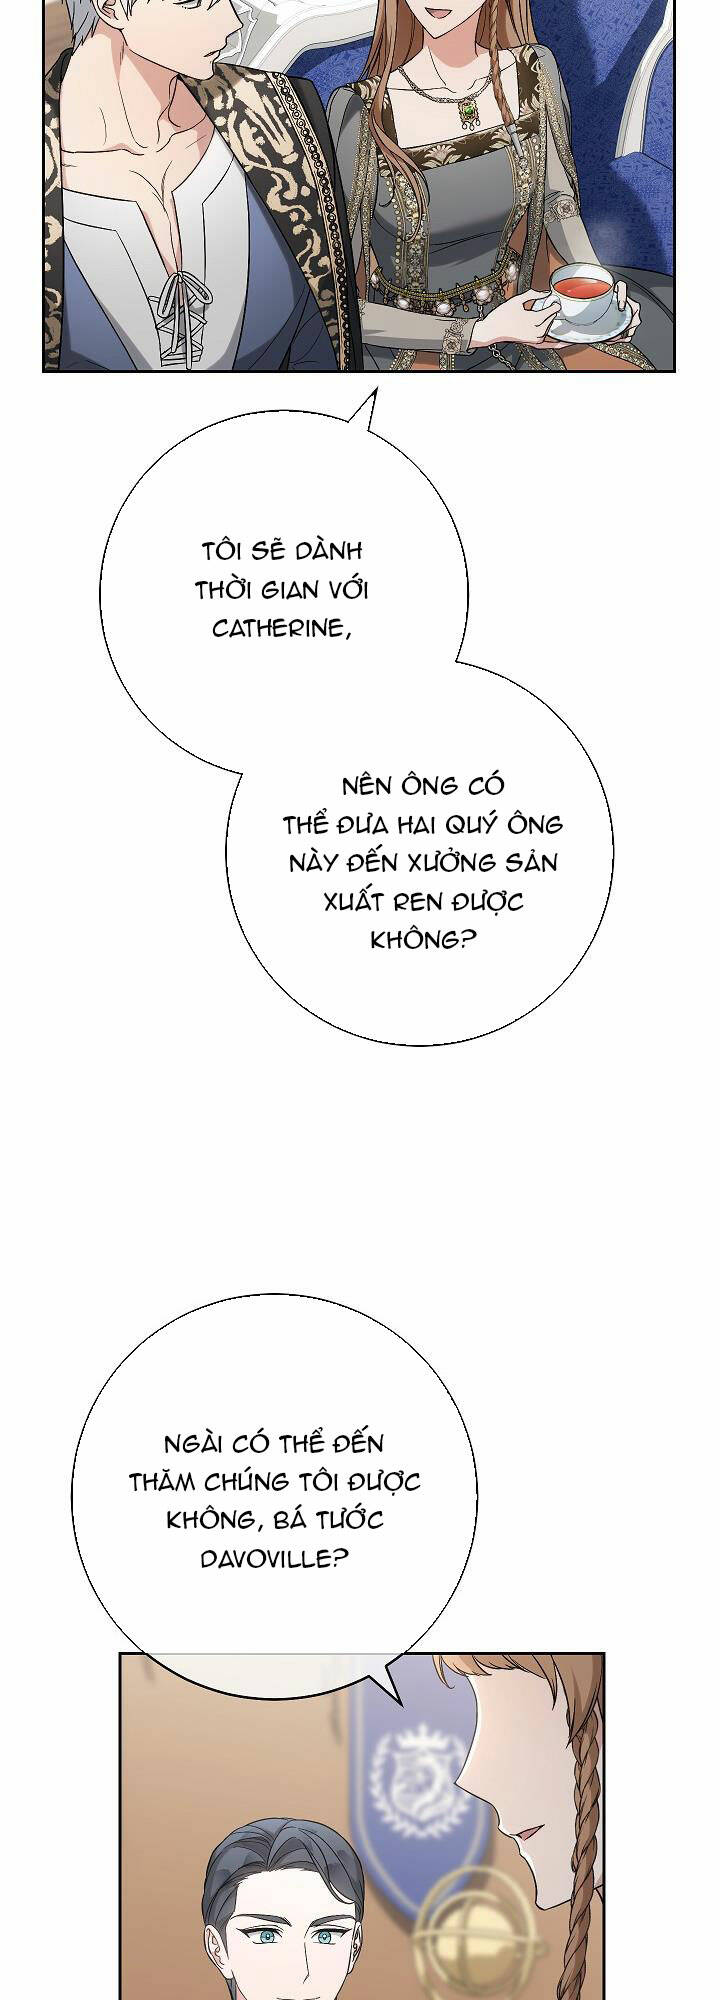 TÔI SẼ DÀNH
THỜI GIAN VỚI
CATHERINE,
NÊN ÔNG CÓ
THỂ ĐƯA HAI QUÝ ÔNG
NÀY ĐẾN XƯỞNG SẢN
XUẤT REN ĐƯỢC
KHÔNG?
NGÀI CÓ THỂ ĐẾN
THĂM CHÚNG TÔI ĐƯỢC
KHÔNG, BÁ TƯỚC
DAVOVILLE?